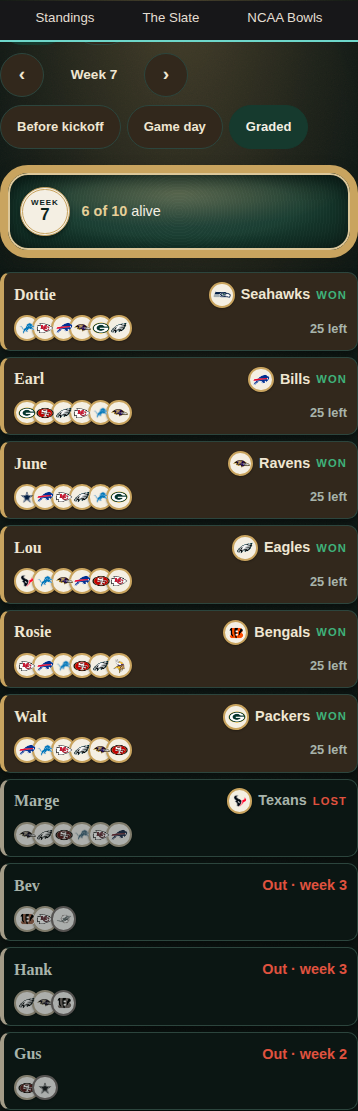 Standings The Slate NCAA Bowls
‹ Week 7 ›
Before kickoff Game day Graded
WEEK
7
6 of 10 alive
Dottie Seahawks WON
25 left
Earl Bills WON
25 left
June Ravens WON
25 left
Lou Eagles WON
25 left
Rosie Bengals WON
25 left
Walt Packers WON
25 left
Marge Texans LOST
Bev Out · week 3
Hank Out · week 3
Gus Out · week 2